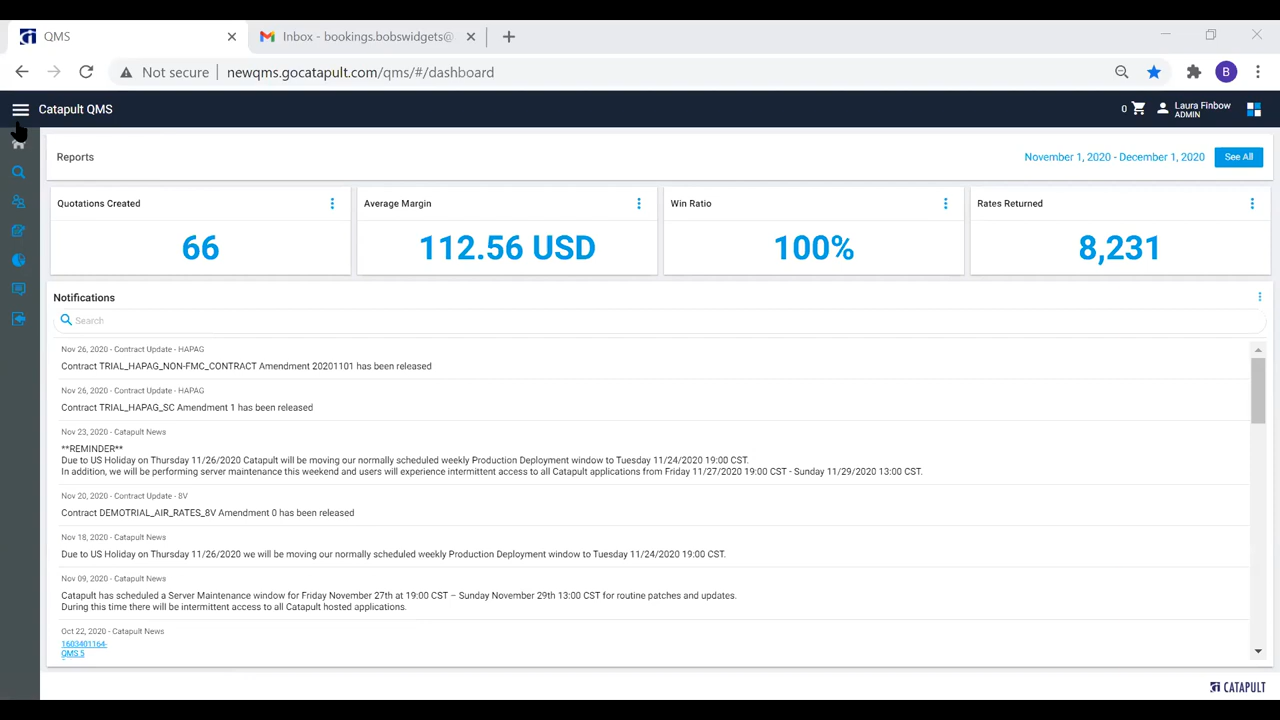 QMS
Inbox - bookings.bobswidgets@
Not secure
newqms.gocatapult.com/qms/#/dashboard
B
Catapult QMS
0
Laura Finbow
ADMIN
Reports
November 1, 2020 - December 1, 2020
See All
Quotations Created
Average Margin
Win Ratio
Rates Returned
66
112.56 USD
100%
8,231
Notifications
Search
Nov 26, 2020 - Contract Update - HAPAG
Contract TRIAL_HAPAG_NON-FMC_CONTRACT Amendment 20201101 has been released
Nov 26, 2020 - Contract Update - HAPAG
Contract TRIAL_HAPAG_SC Amendment 1 has been released
Nov 23, 2020 - Catapult News
**REMINDER**
Due to US Holiday on Thursday 11/26/2020 Catapult will be moving our normally scheduled weekly Production Deployment window to Tuesday 11/24/2020 19:00 CST.
In addition, we will be performing server maintenance this weekend and users will experience intermittent access to all Catapult applications from Friday 11/27/2020 19:00 CST - Sunday 11/29/2020 13:00 CST.
Nov 20, 2020 - Contract Update - 8V
Contract DEMOTRIAL_AIR_RATES_8V Amendment 0 has been released
Nov 18, 2020 - Catapult News
Due to US Holiday on Thursday 11/26/2020 we will be moving our normally scheduled weekly Production Deployment window to Tuesday 11/24/2020 19:00 CST.
Nov 09, 2020 - Catapult News
Catapult has scheduled a Server Maintenance window for Friday November 27th at 19:00 CST – Sunday November 29th 13:00 CST for routine patches and updates.
During this time there will be intermittent access to all Catapult hosted applications.
Oct 22, 2020 - Catapult News
1603401164-
QMS 5
CATAPULT